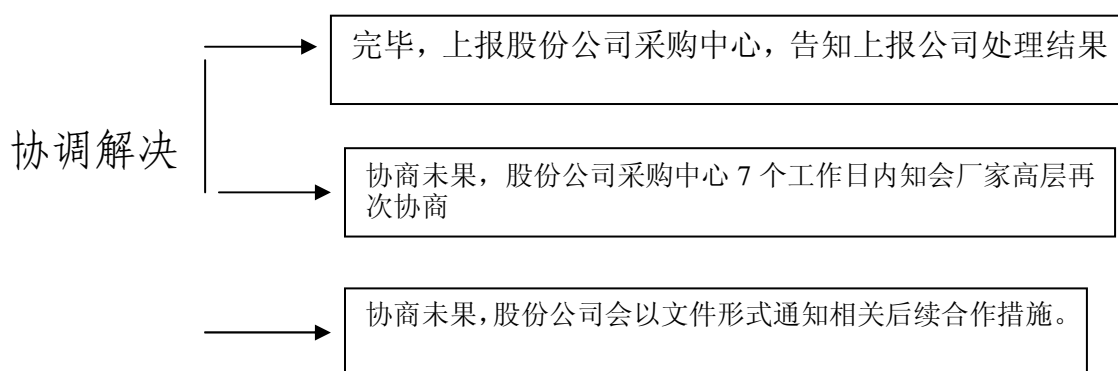 完毕，上报股份公司采购中心，告知上报公司处理结果
协调解决
协商未果，股份公司采购中心 7 个工作日内知会厂家高层再
次协商
协商未果，股份公司会以文件形式通知相关后续合作措施。